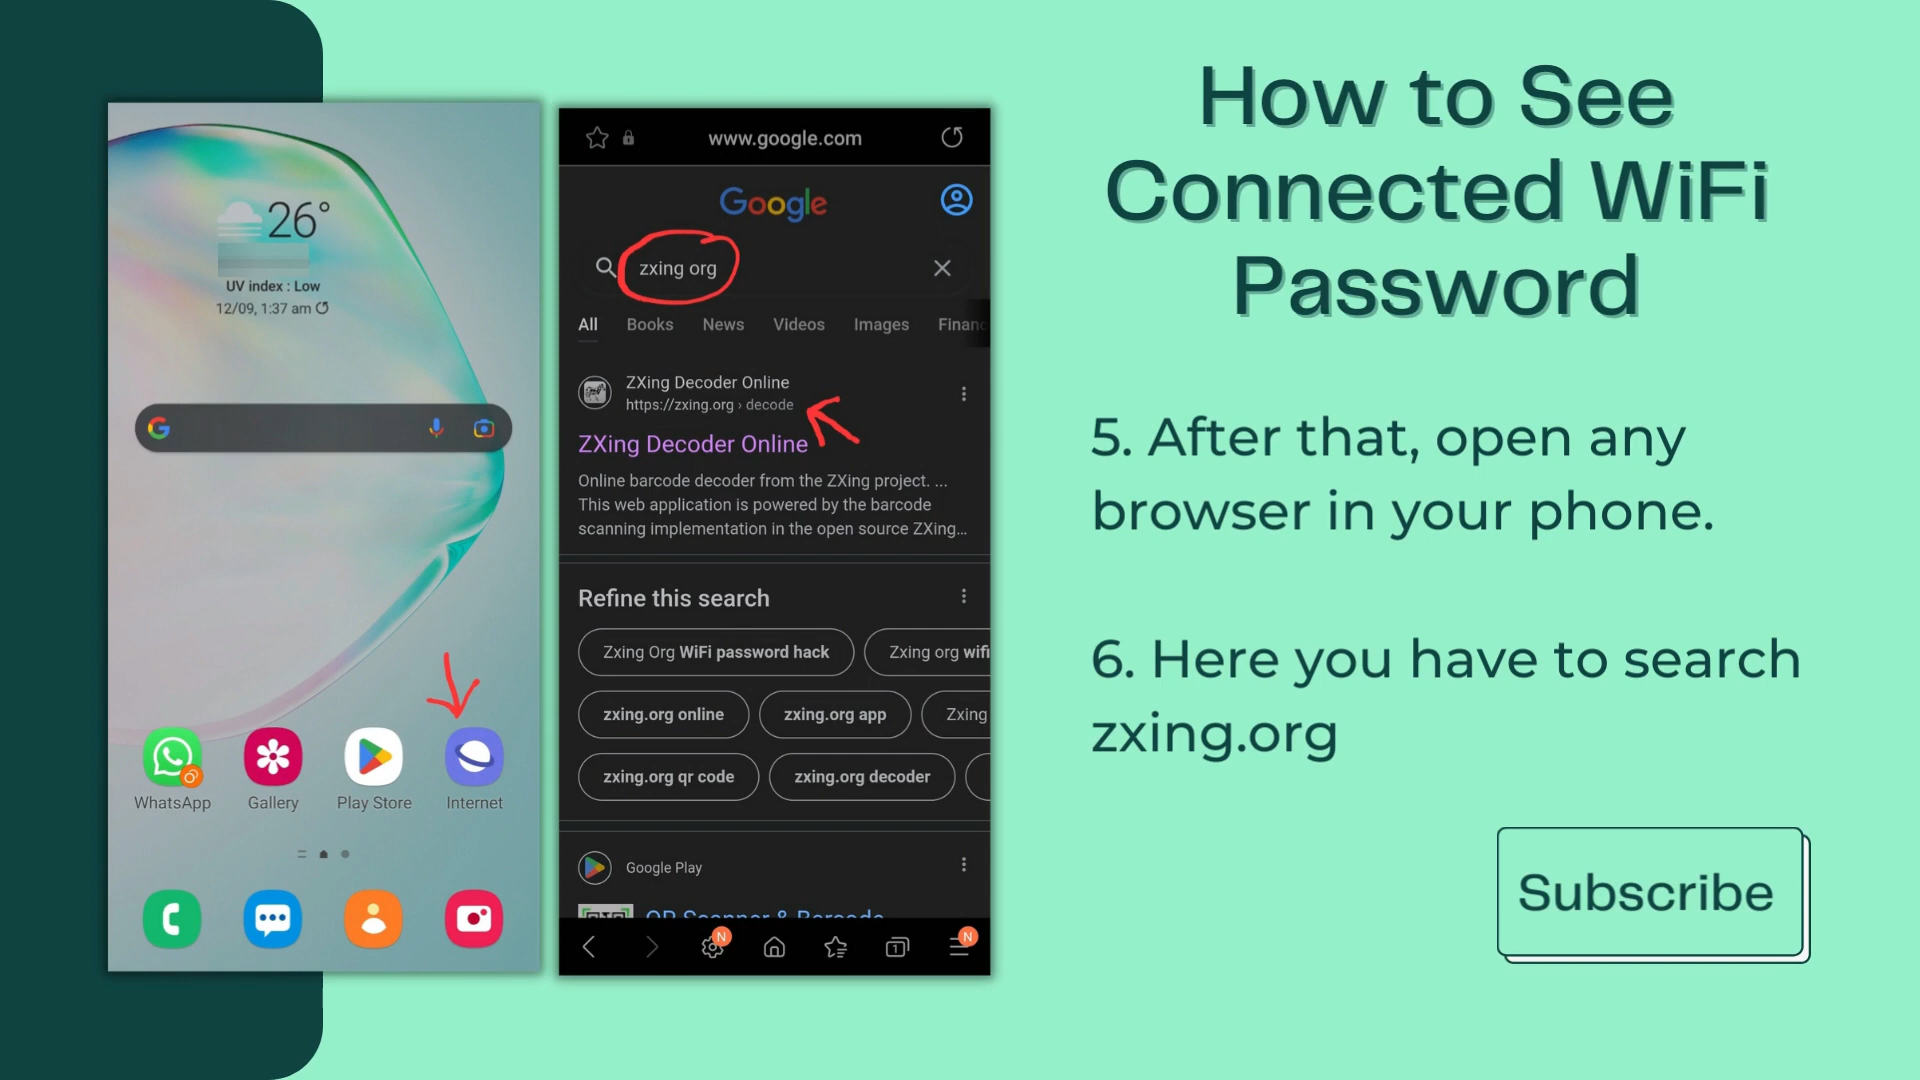 26°
UV index : Low
12/09, 1:37 am
WhatsApp
Gallery
Play Store
Internet
www.google.com
Google
zxing org
All Books News Videos Images
ZXing Decoder Online
https://zxing.org › decode
ZXing Decoder Online
Online barcode decoder from the ZXing project. ...
This web application is powered by the barcode
scanning implementation in the open source ZXing...
Refine this search
Zxing Org WiFi password hack
Zxing org wifi
zxing.org online
zxing.org app
Zxing
zxing.org qr code
zxing.org decoder
Google Play
QR Scanner & Barcode
N
1
N
How to See
Connected WiFi
Password
5. After that, open any
browser in your phone.
6. Here you have to search
zxing.org
Subscribe